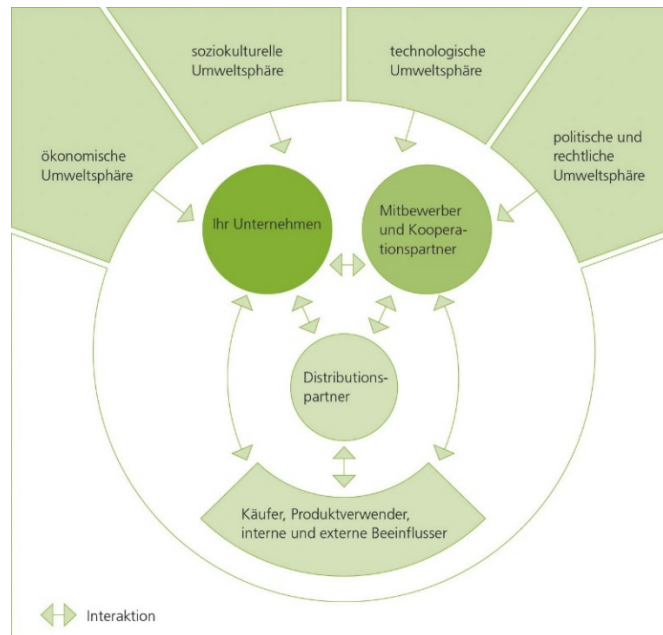 soziokulturelle
Umweltsphäre
technologische
Umweltsphäre
ökonomische
Umweltsphäre
politische und
rechtliche
Umweltsphäre
Ihr Unternehmen
Mitbewerber
und Koopera-
tionspartner
Distributions-
partner
Käufer, Produktverwender,
interne und externe Beeinflusser
Interaktion